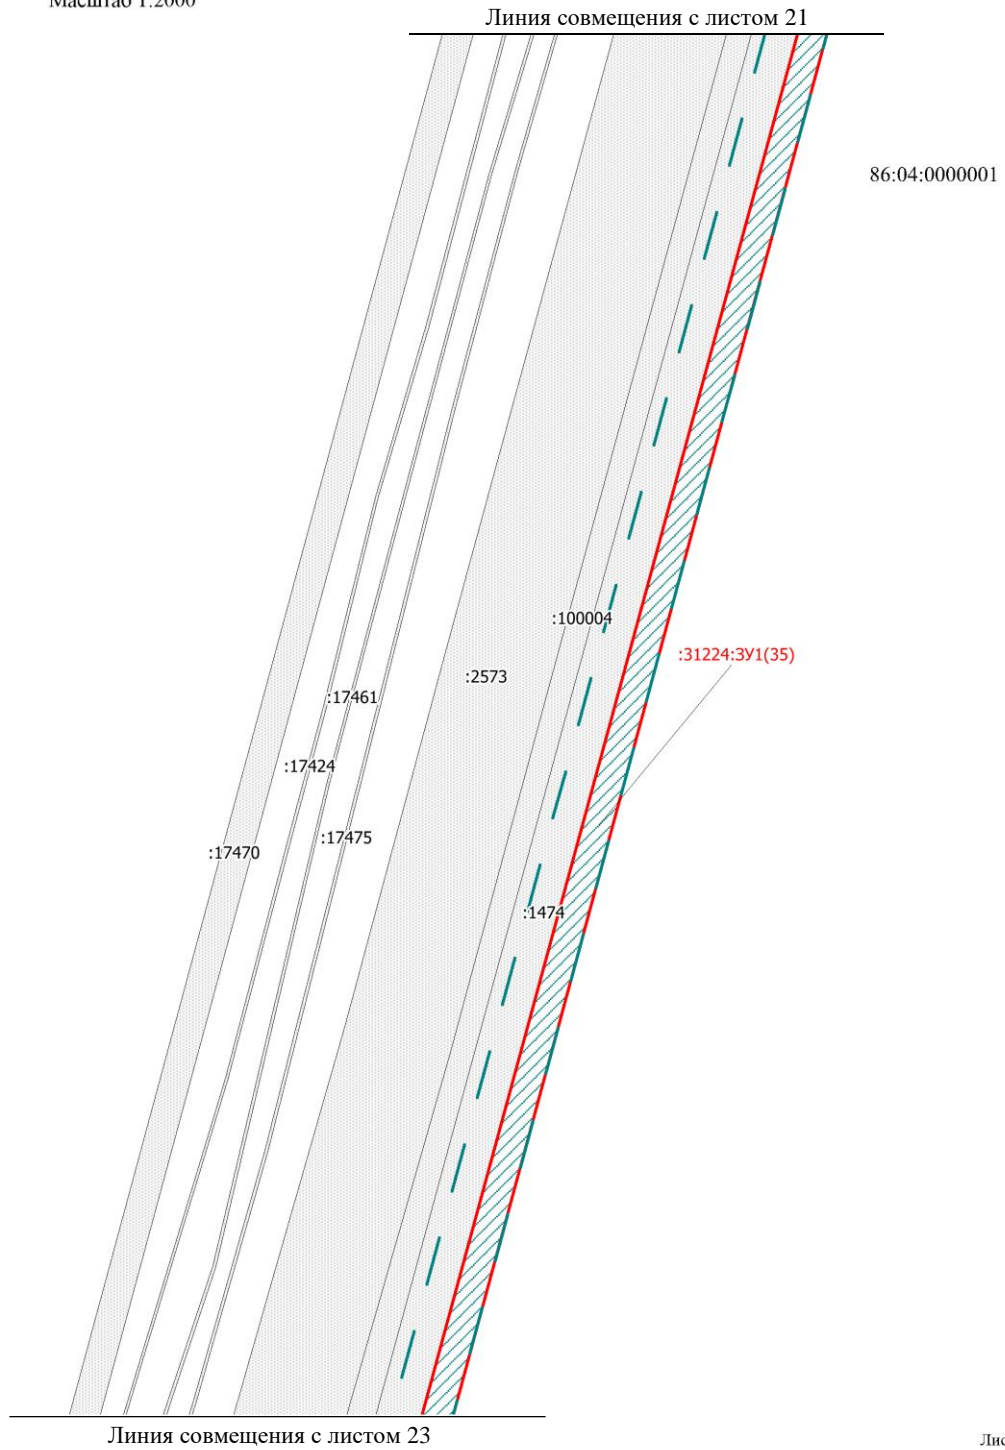 Масштаб 1:2000
Линия совмещения с листом 21
86:04:0000001
:100004
:31224:ЗУ1(35)
:2573
:17461
:17424
:17475
:17470
:1474
Линия совмещения с листом 23